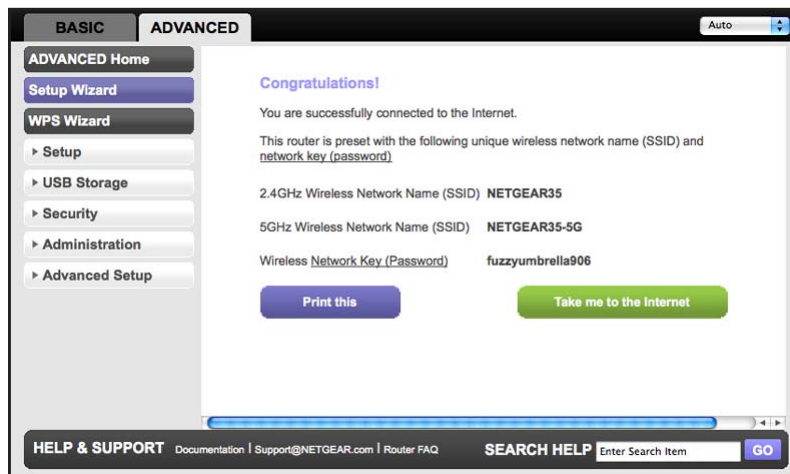 BASIC ADVANCED Auto
ADVANCED Home
Setup Wizard
WPS Wizard
Setup
USB Storage
Security
Administration
Advanced Setup
Congratulations!
You are successfully connected to the Internet.
This router is preset with the following unique wireless network name (SSID) and
network key (password)
2.4GHz Wireless Network Name (SSID) NETGEAR35
5GHz Wireless Network Name (SSID) NETGEAR35-5G
Wireless Network Key (Password) fuzzyumbrella906
Print this Take me to the Internet
HELP & SUPPORT Documentation | Support@NETGEAR.com | Router FAQ SEARCH HELP Enter Search Item GO